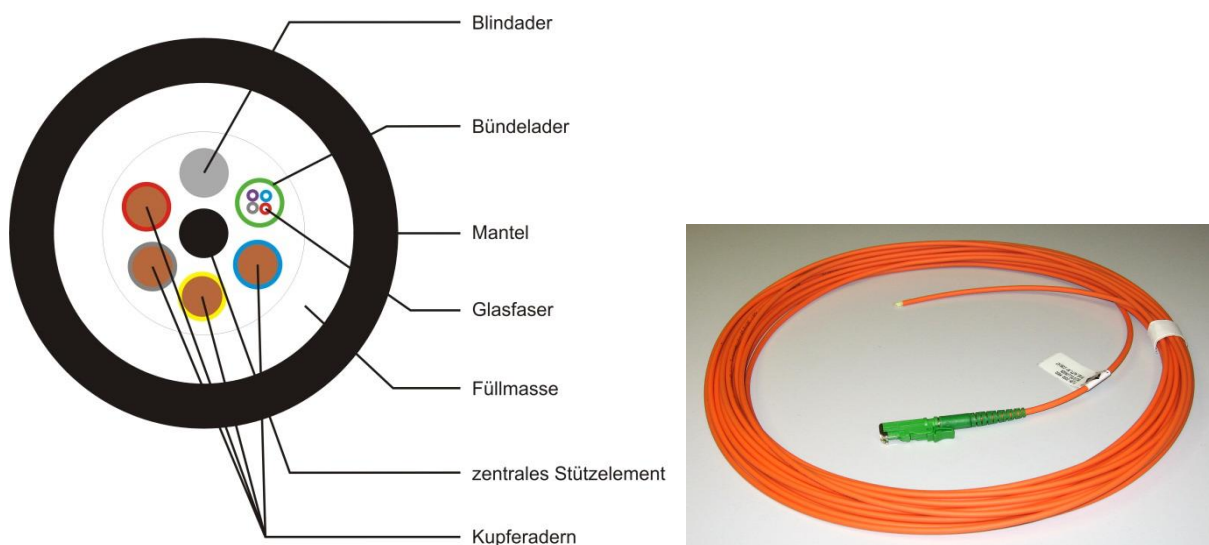 Blindader
Bündelader
Mantel
Glasfaser
Füllmasse
zentrales Stützelement
Kupferadern